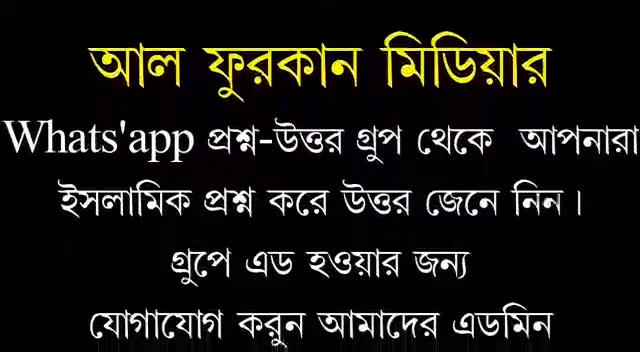 আল ফুরকান মিডিয়ার
Whats'app প্রশ্ন-উত্তর গ্রুপ থেকে আপনারা
ইসলামিক প্রশ্ন করে উত্তর জেনে নিন।
গ্রুপে এড হওয়ার জন্য
যোগাযোগ করুন আমাদের এডমিন